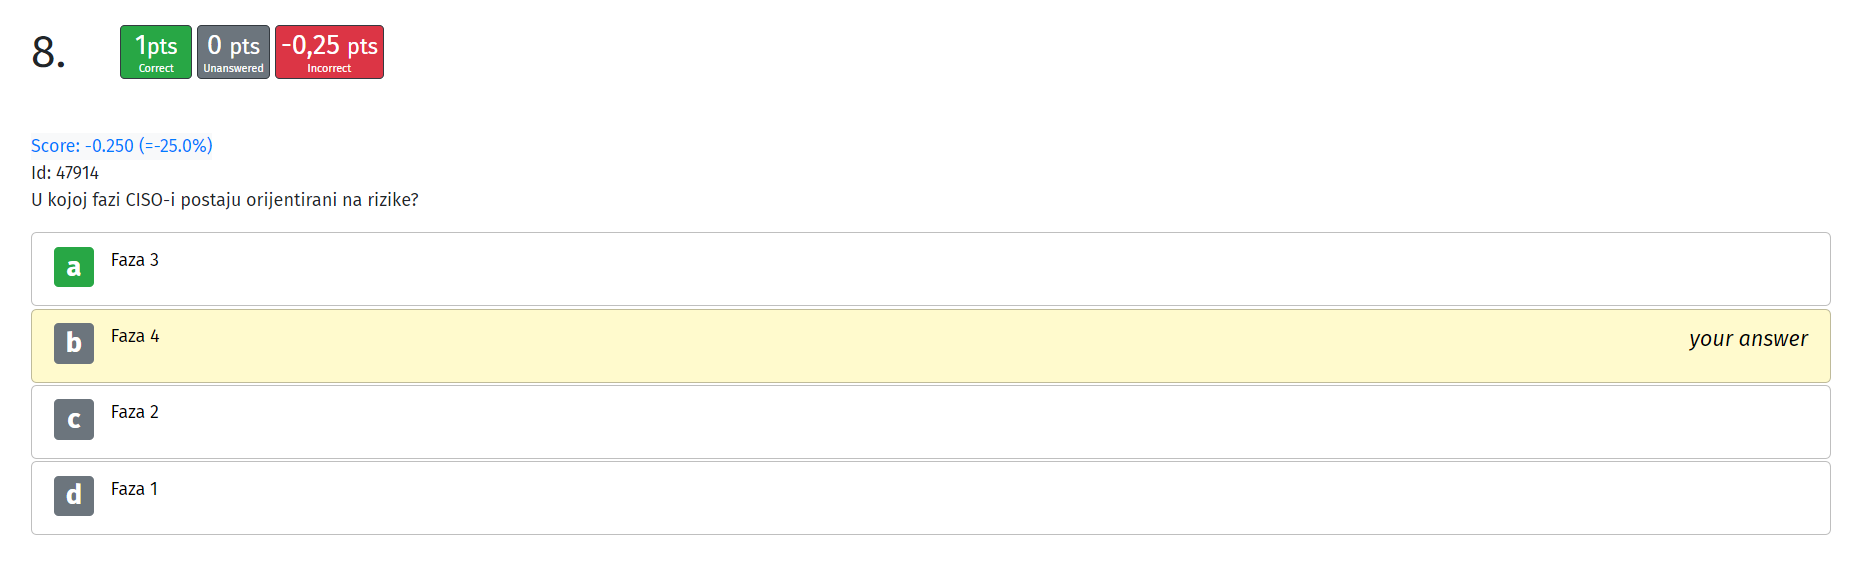 8.
1pts
Correct
0 pts
Unanswered
-0,25 pts
Incorrect
Score: -0.250 (=-25.0%)
Id: 47914
U kojoj fazi CISO-i postaju orijentirani na rizike?
a Faza 3
b Faza 4 your answer
c Faza 2
d Faza 1